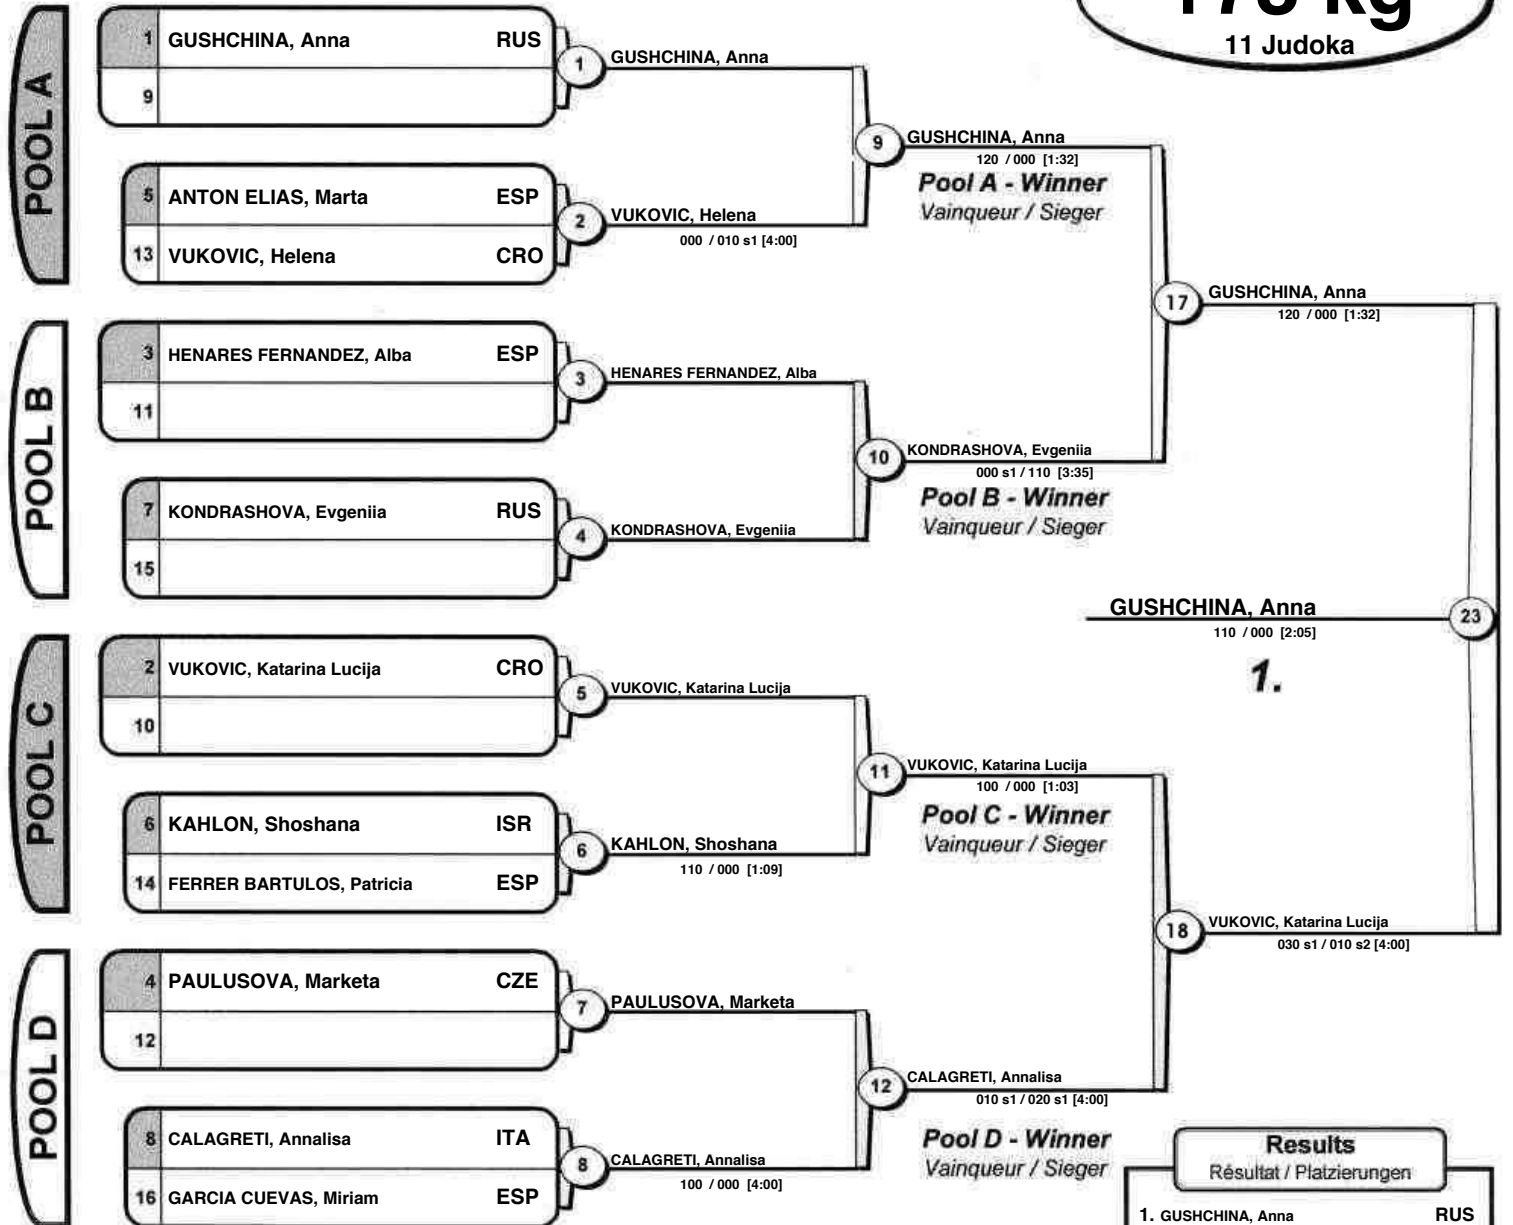 178 kg
11 Judoka
POOL A
1 GUSHCHINA, Anna RUS
9
1
GUSHCHINA, Anna
5 ANTON ELIAS, Marta ESP
13 VUKOVIC, Helena CRO
2
VUKOVIC, Helena
000 / 010 s1 [4:00]
9
GUSHCHINA, Anna
120 / 000 [1:32]
Pool A - Winner
Vainqueur / Sieger
POOL B
3 HENARES FERNANDEZ, Alba ESP
11
3
HENARES FERNANDEZ, Alba
7 KONDRASHOVA, Evgeniia RUS
15
4
KONDRASHOVA, Evgeniia
10
KONDRASHOVA, Evgeniia
000 s1 / 110 [3:35]
Pool B - Winner
Vainqueur / Sieger
17
GUSHCHINA, Anna
120 / 000 [1:32]
GUSHCHINA, Anna
110 / 000 [2:05]
1.
23
POOL C
2 VUKOVIC, Katarina Lucija CRO
10
5
VUKOVIC, Katarina Lucija
6 KAHLON, Shoshana ISR
14 FERRER BARTULOS, Patricia ESP
6
KAHLON, Shoshana
110 / 000 [1:09]
11
VUKOVIC, Katarina Lucija
100 / 000 [1:03]
Pool C - Winner
Vainqueur / Sieger
18
VUKOVIC, Katarina Lucija
030 s1 / 010 s2 [4:00]
POOL D
4 PAULUSOVA, Marketa CZE
12
7
PAULUSOVA, Marketa
8 CALAGRETI, Annalisa ITA
16 GARCIA CUEVAS, Miriam ESP
8
CALAGRETI, Annalisa
100 / 000 [4:00]
12
CALAGRETI, Annalisa
010 s1 / 020 s1 [4:00]
Pool D - Winner
Vainqueur / Sieger
Results
Résultat / Platzierungen
1. GUSHCHINA, Anna RUS